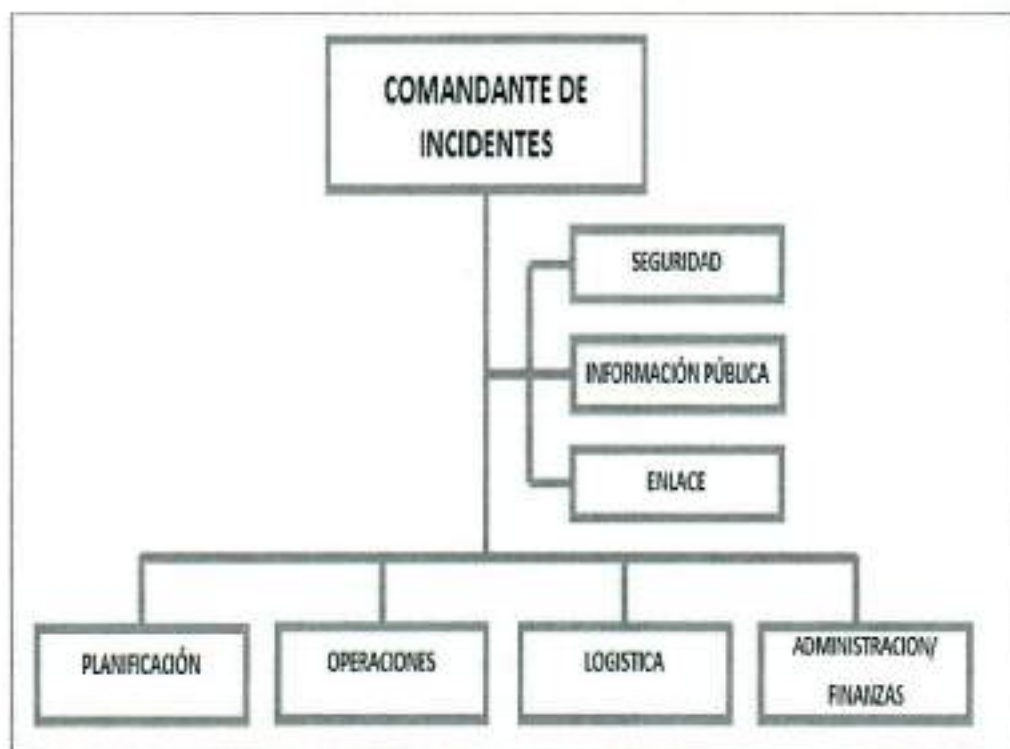 COMANDANTE DE
INCIDENTES
SEGURIDAD
INFORMACIÓN PÚBLICA
ENLACE
PLANIFICACIÓN
OPERACIONES
LOGISTICA
ADMINISTRACION/
FINANZAS